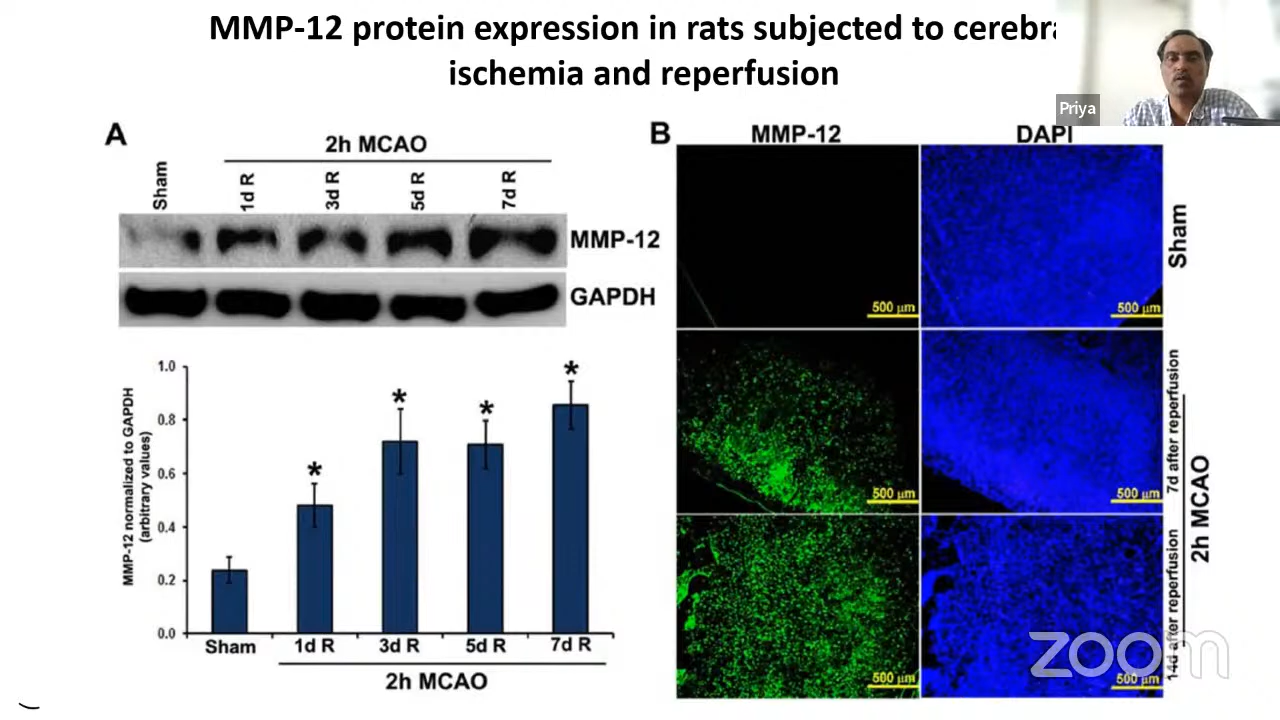 MMP-12 protein expression in rats subjected to cerebra
ischemia and reperfusion
Priya
A
2h MCAO
Sham
1d R
3d R
5d R
7d R
MMP-12
GAPDH
MMP-12 normalized to GAPDH
(arbitrary values)
1.0
0.8
0.6
0.4
0.2
0.0
*
*
*
*
Sham
1d R
3d R
5d R
7d R
2h MCAO
B
MMP-12
DAPI
500 µm
500 µm
Sham
500 µm
500 µm
7d after reperfusion
500 µm
500 µm
14d after reperfusion
2h MCAO
zoom